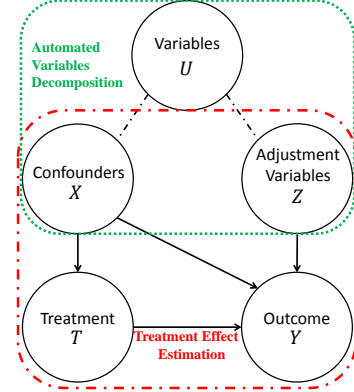 Automated
Variables
Decomposition
Variables
U
Confounders
X
Adjustment
Variables
Z
Treatment
T
Treatment Effect
Estimation
Outcome
Y